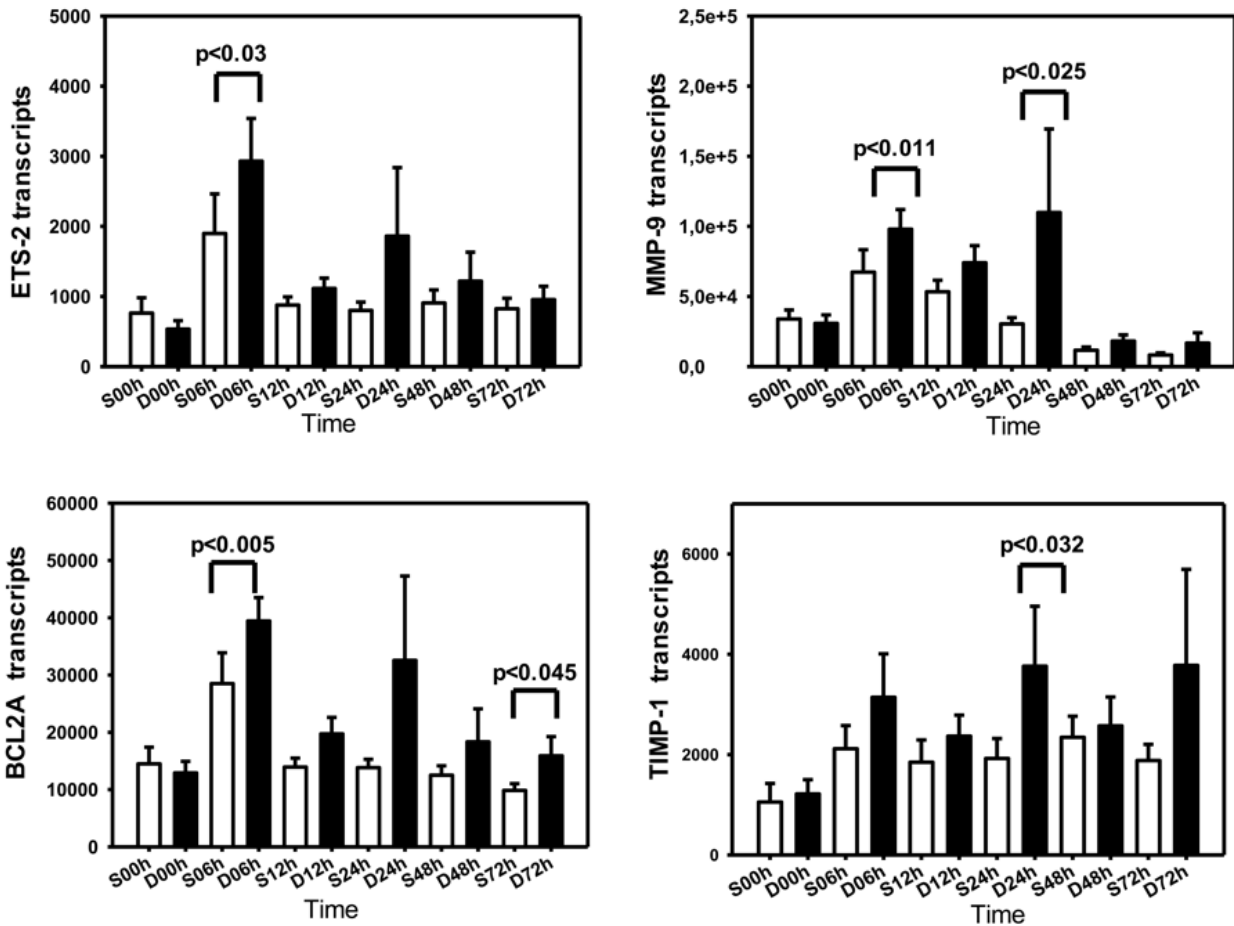 ETS-2 transcripts
5000
4000
3000
2000
1000
0
p<0.03
S00h D00h S06h D06h S12h D12h S24h D24h S48h D48h S72h D72h
Time
MMP-9 transcripts
2,5e+5
2,0e+5
1,5e+5
1,0e+5
5,0e+4
0,0
p<0.011
p<0.025
S00h D00h S06h D06h S12h D12h S24h D24h S48h D48h S72h D72h
Time
BCL2A transcripts
60000
50000
40000
30000
20000
10000
0
p<0.005
p<0.045
S00h D00h S06h D06h S12h D12h S24h D24h S48h D48h S72h D72h
Time
TIMP-1 transcripts
6000
4000
2000
0
p<0.032
S00h D00h S06h D06h S12h D12h S24h D24h S48h D48h S72h D72h
Time